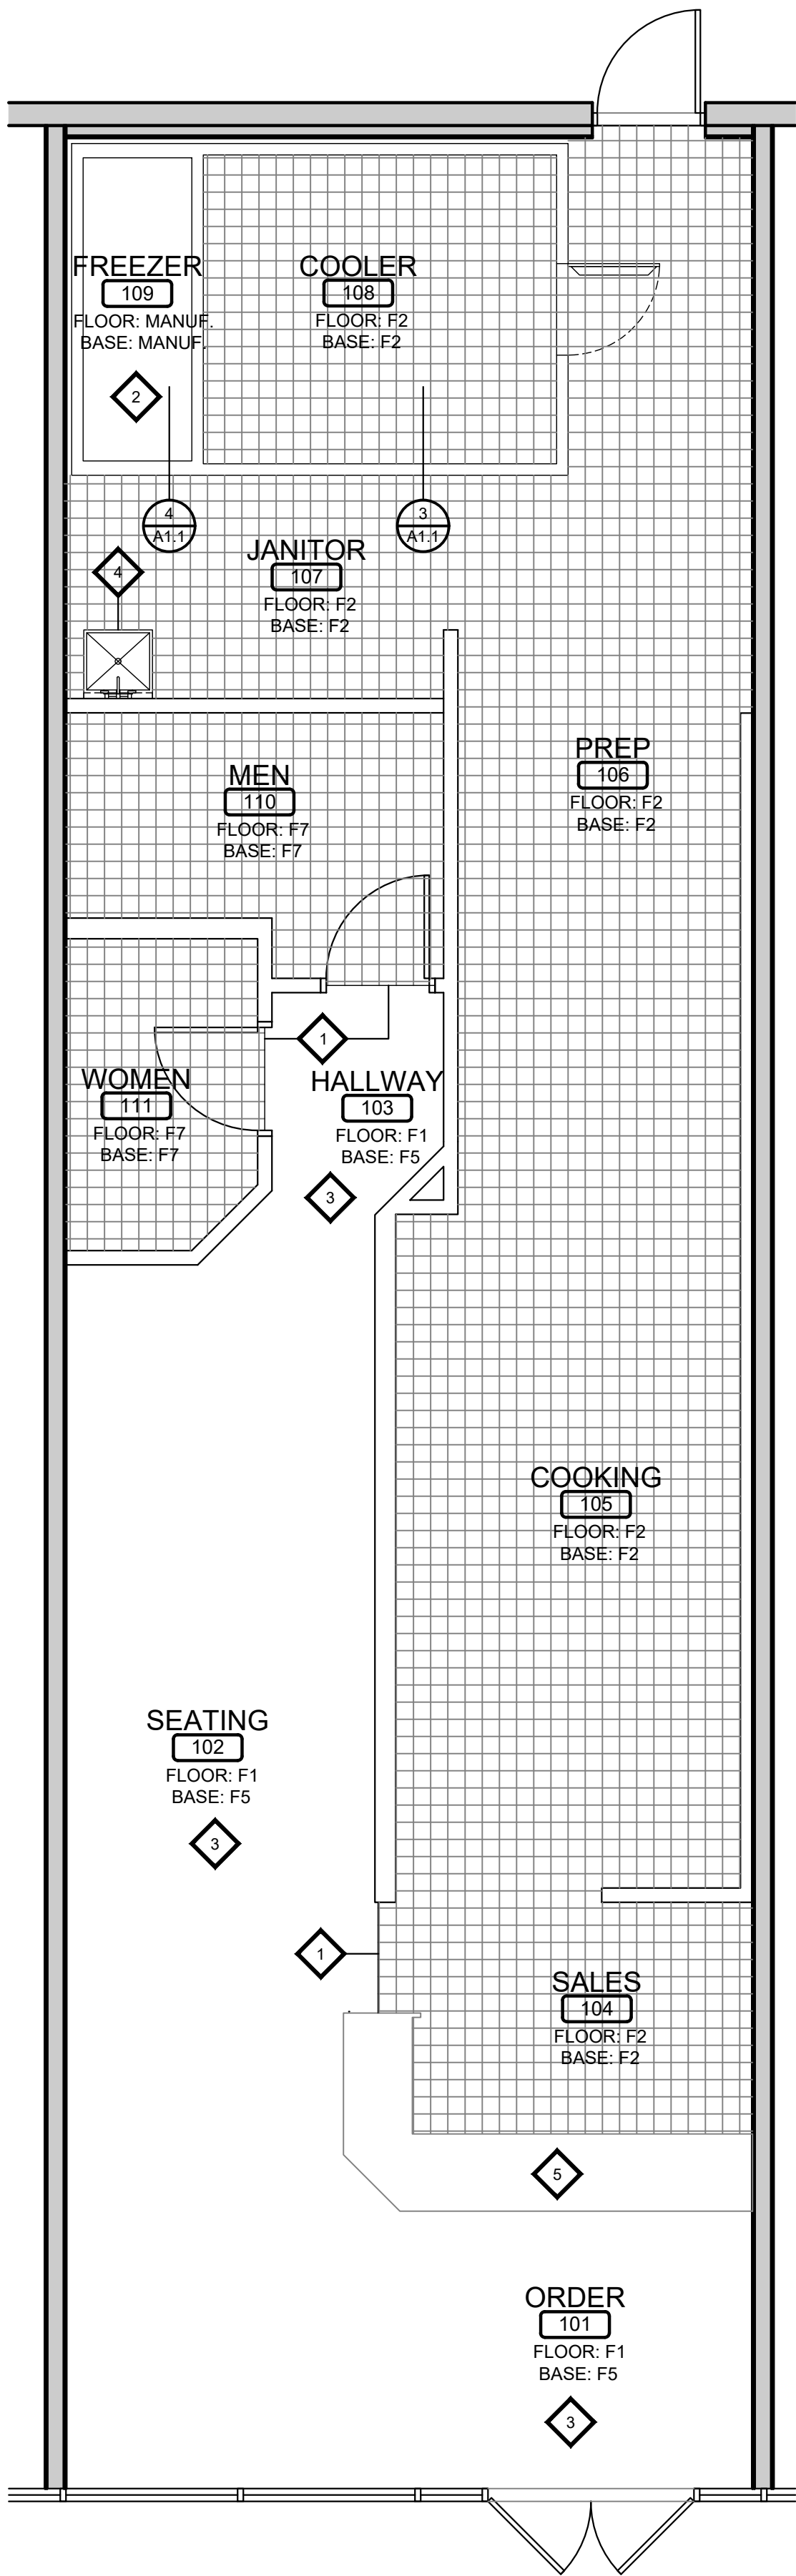 FREEZER
109
FLOOR: MANUF.
BASE: MANUF.
2
COOLER
108
FLOOR: F2
BASE: F2
4
A1.1
3
A1.1
4
JANITOR
107
FLOOR: F2
BASE: F2
PREP
106
FLOOR: F2
BASE: F2
MEN
110
FLOOR: F7
BASE: F7
1
WOMEN
111
FLOOR: F7
BASE: F7
HALLWAY
103
FLOOR: F1
BASE: F5
3
COOKING
105
FLOOR: F2
BASE: F2
SEATING
102
FLOOR: F1
BASE: F5
3
1
SALES
104
FLOOR: F2
BASE: F2
5
ORDER
101
FLOOR: F1
BASE: F5
3